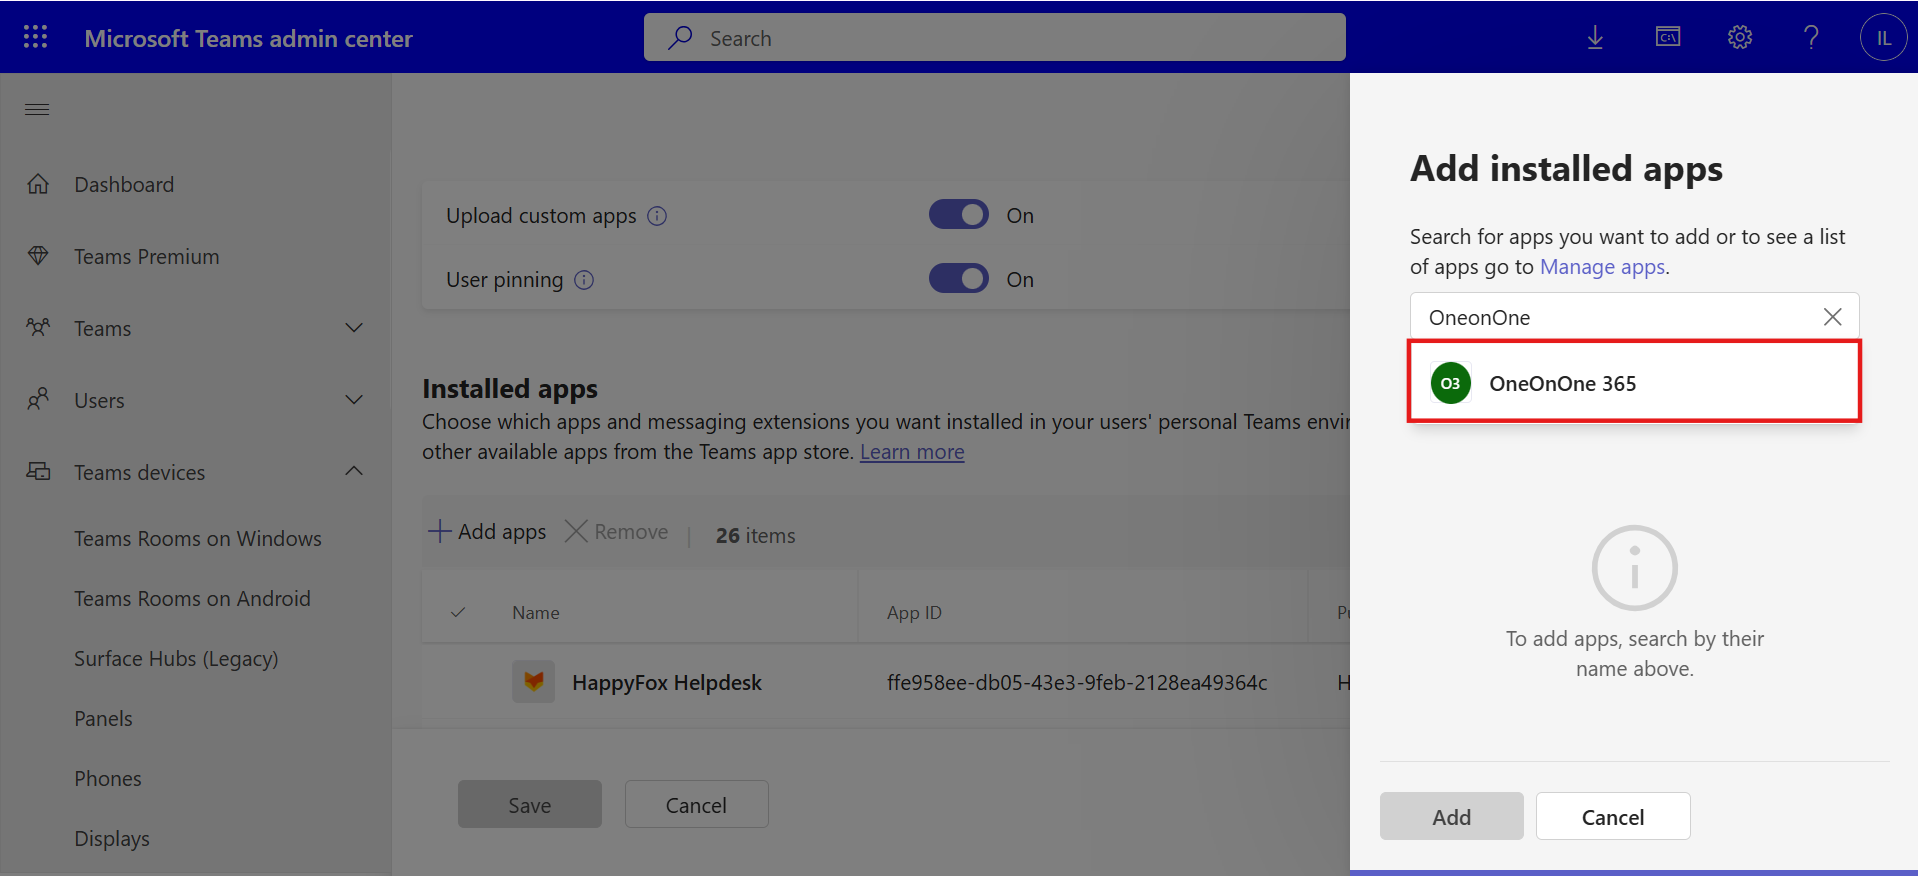 Microsoft Teams admin center
Search
C:\
IL
Dashboard
Teams Premium
Teams
Users
Teams devices
Teams Rooms on Windows
Teams Rooms on Android
Surface Hubs (Legacy)
Panels
Phones
Displays
Upload custom apps
On
User pinning
On
Installed apps
Choose which apps and messaging extensions you want installed in your users' personal Teams envir
other available apps from the Teams app store. Learn more
Add apps
Remove
26 items
Name
App ID
HappyFox Helpdesk
ffe958ee-db05-43e3-9feb-2128ea49364c
H
Save
Cancel
Add installed apps
Search for apps you want to add or to see a list
of apps go to Manage apps.
OneonOne
O3
OneOnOne 365
To add apps, search by their
name above.
Add
Cancel